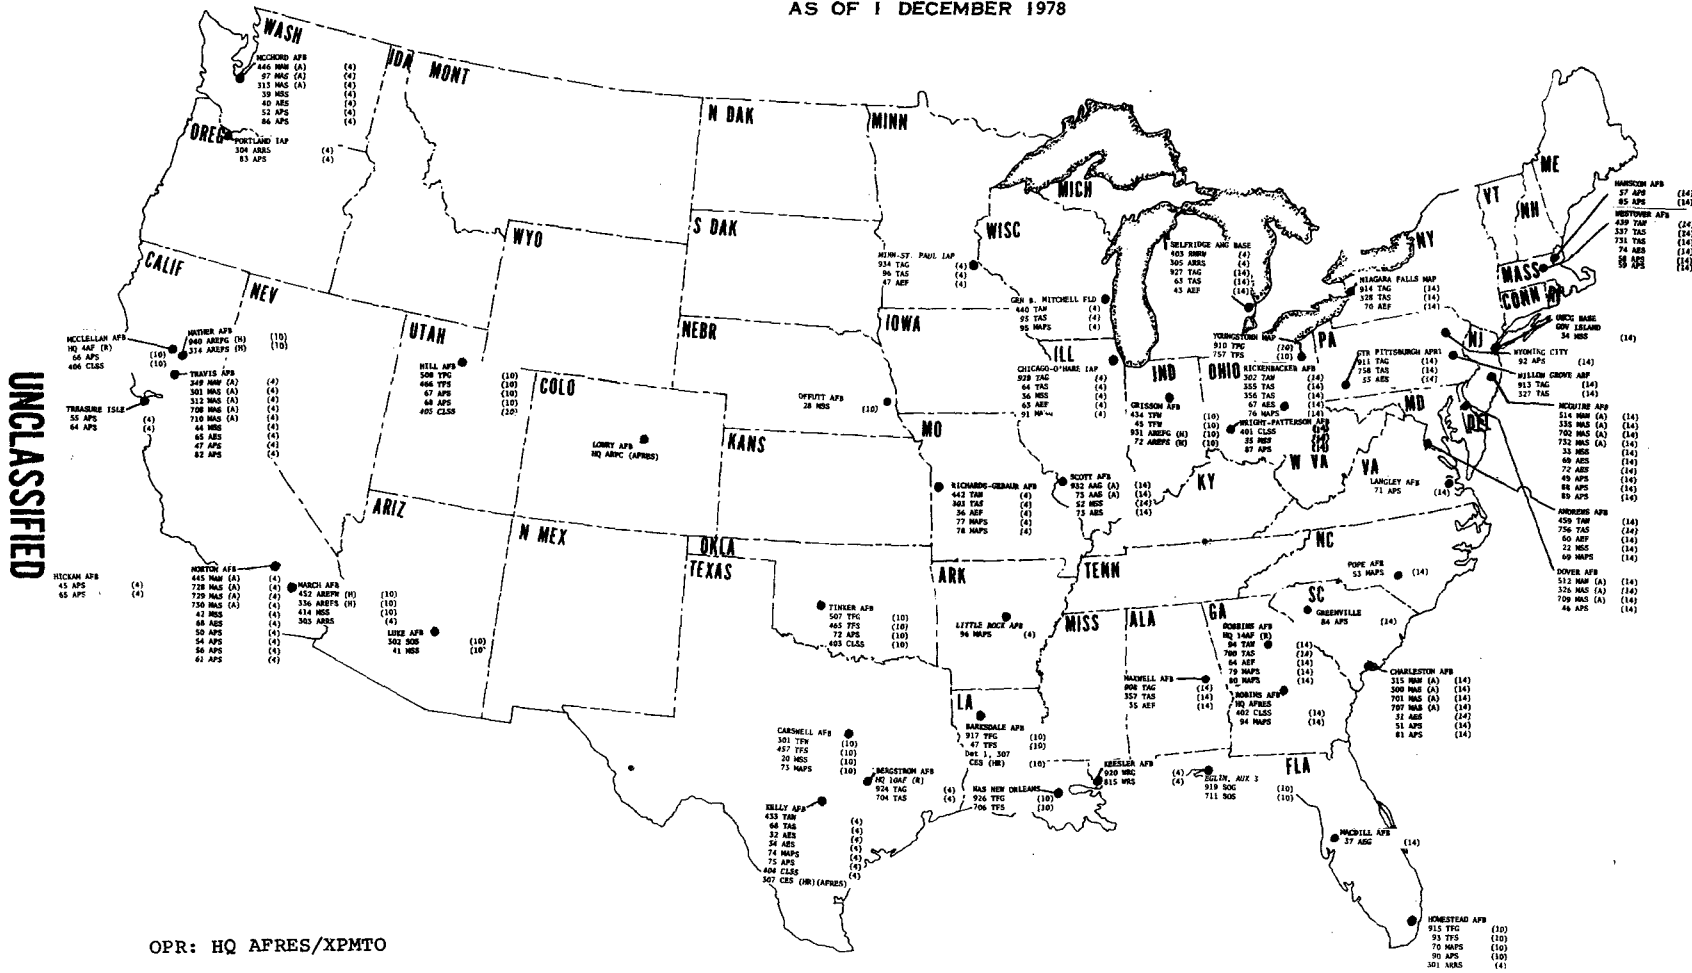 AS OF 1 DECEMBER 1978
UNCLASSIFIED
WASH
MCCHORD AFB
446 MAW (A) (4)
97 MAS (A) (4)
313 MAS (A) (4)
39 MSS (4)
40 AES (4)
52 APS (4)
86 APS (4)
OREG
PORTLAND IAP
304 ARRS (4)
83 APS (4)
IDA
MONT
N DAK
MINN
S DAK
WYO
WISC
MICH
VT
NH
ME
NY
MASS
CONN
CALIF
NEV
UTAH
NEBR
IOWA
ILL
IND
OHIO
PA
NJ
MD
DEL
W VA
VA
KY
COLO
KANS
MO
ARIZ
N MEX
OKLA
TEXAS
ARK
TENN
NC
SC
MISS
ALA
GA
LA
FLA
HANSCOM AFB
57 APS (14)
85 APS (14)
WESTOVER AFB
439 TAW (14)
337 TAS (14)
731 TAS (14)
74 AES (14)
58 APS (14)
59 APS (14)
MINN-ST. PAUL IAP
934 TAG (4)
96 TAS (4)
47 AEF (4)
GEN B. MITCHELL FLD
440 TAW (4)
95 TAS (4)
95 MAPS (4)
SELFRIDGE ANG BASE
403 RWRW (4)
305 ARRS (4)
927 TAG (14)
63 TAS (14)
43 AEF (14)
NIAGARA FALLS MAP
914 TAG (14)
328 TAS (14)
70 AEF (14)
USCG BASE
GOV ISLAND
34 MSS (14)
YOUNGSTOWN MAP
910 TFG (10)
757 TFS (10)
GTR PITTSBURGH APRT
911 TAG (14)
758 TAS (14)
55 AES (14)
WYOMING CITY
92 APS (14)
WILLOW GROVE ARF
913 TAG (14)
327 TAS (14)
MCGUIRE AFB
514 MAW (A) (14)
335 MAS (A) (14)
702 MAS (A) (14)
732 MAS (A) (14)
33 MSS (14)
69 AES (14)
72 AES (14)
49 APS (14)
88 APS (14)
89 APS (14)
MCCLELLAN AFB
HQ 4AF (R)
66 APS (10)
406 CLSS (10)
MATHER AFB
940 AREFG (H) (10)
314 AREFS (H) (10)
TRAVIS AFB
349 MAW (A) (4)
301 MAS (A) (4)
312 MAS (A) (4)
708 MAS (A) (4)
710 MAS (A) (4)
44 MSS (4)
65 AES (4)
47 APS (4)
82 APS (4)
TREASURE ISLE
55 APS (4)
64 APS (4)
HILL AFB
508 TFG (10)
466 TFS (10)
67 APS (10)
68 APS (10)
405 CLSS (10)
LOWRY AFB
HQ ARPC (AFRES)
OFFUTT AFB
28 MSS (10)
CHICAGO-O'HARE IAP
928 TAG (4)
64 TAS (4)
36 MSS (4)
63 AEF (4)
91 MAPS (4)
GRISSOM AFB
434 TFW (10)
45 TFW (10)
931 AREFG (H) (10)
72 AREFS (H) (10)
RICKENBACKER AFB
302 TAW (14)
355 TAS (14)
356 TAS (14)
67 AES (14)
76 MAPS (14)
WRIGHT-PATTERSON AFB
401 CLSS (14)
35 MSS (14)
87 APS (14)
RICHARDS-GEBAUR AFB
442 TAW (4)
303 TAS (4)
36 AEF (4)
77 MAPS (4)
78 MAPS (4)
SCOTT AFB
932 AAG (A) (14)
73 AAS (A) (14)
52 MSS (14)
73 AES (14)
LANGLEY AFB
71 APS (14)
ANDREWS AFB
459 TAW (14)
756 TAS (14)
60 AEF (14)
22 MSS (14)
69 MAPS (14)
DOVER AFB
512 MAW (A) (14)
326 MAS (A) (14)
709 MAS (A) (14)
46 APS (14)
HICKAM AFB
45 APS (4)
65 APS (4)
NORTON AFB
445 MAW (A) (4)
728 MAS (A) (4)
729 MAS (A) (4)
730 MAS (A) (4)
42 MSS (4)
68 AES (4)
50 APS (4)
54 APS (4)
56 APS (4)
61 APS (4)
MARCH AFB
452 AREFW (H) (10)
336 AREFS (H) (10)
414 MSS (10)
303 ARRS (4)
LUKE AFB
302 SOS (10)
41 MSS (10)
TINKER AFB
507 TFG (10)
465 TFS (10)
72 APS (10)
403 CLSS (10)
LITTLE ROCK AFB
96 MAPS (4)
POPE AFB
53 MAPS (14)
GREENVILLE
84 APS (14)
DOBBINS AFB
HQ 14AF (R)
94 TAW (14)
700 TAS (14)
64 AEF (14)
79 MAPS (14)
80 MAPS (14)
ROBINS AFB
HQ AFRES
402 CLSS (14)
94 MAPS (14)
MAXWELL AFB
908 TAG (14)
357 TAS (14)
35 AEF (14)
CHARLESTON AFB
315 MAW (A) (14)
300 MAS (A) (14)
701 MAS (A) (14)
707 MAS (A) (14)
31 AES (14)
51 APS (14)
81 APS (14)
CARSWELL AFB
301 TFW (10)
457 TFS (10)
20 MSS (10)
73 MAPS (10)
BERGSTROM AFB
HQ 10AF (R)
924 TAG (4)
704 TAS (4)
KELLY AFB
433 TAW (4)
68 TAS (4)
32 AES (4)
34 AES (4)
74 MAPS (4)
75 APS (4)
404 CLSS (4)
307 CES (HR)(AFRES)
BARKSDALE AFB
917 TFG (10)
47 TFS (10)
Det 1, 307
CES (HR) (10)
NAS NEW ORLEANS
926 TFG (10)
706 TFS (10)
KEESLER AFB
920 WRG (4)
815 WRS (4)
EGLIN, AUX 3
919 SOG (10)
711 SOS (10)
MACDILL AFB
37 AEG (14)
HOMESTEAD AFB
915 TFG (10)
93 TFS (10)
70 MAPS (10)
90 APS (10)
301 ARRS (4)
OPR: HQ AFRES/XPMTO